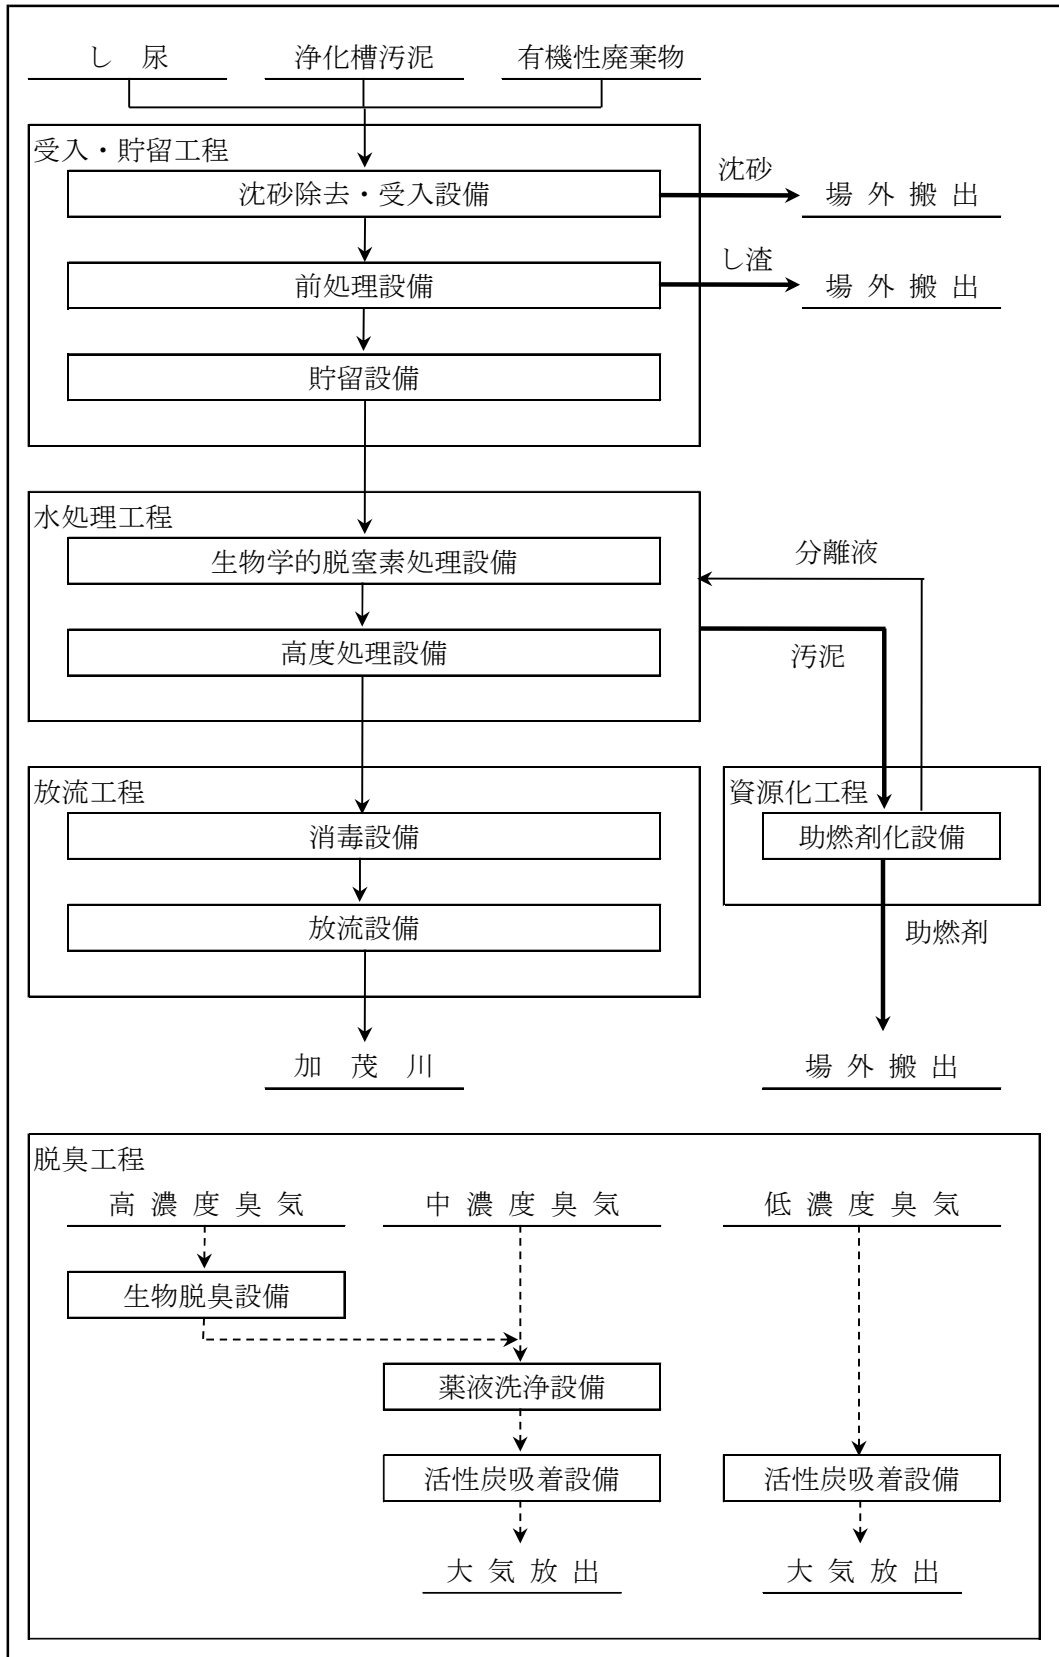 し 尿
浄化槽汚泥
有機性廃棄物
受入・貯留工程
沈砂除去・受入設備
沈砂
場 外 搬 出
前処理設備
し渣
場 外 搬 出
貯留設備
水処理工程
生物学的脱窒素処理設備
分離液
高度処理設備
汚泥
放流工程
資源化工程
消毒設備
助燃剤化設備
放流設備
助燃剤
加 茂 川
場 外 搬 出
脱臭工程
高 濃 度 臭 気
中 濃 度 臭 気
低 濃 度 臭 気
生物脱臭設備
薬液洗浄設備
活性炭吸着設備
活性炭吸着設備
大 気 放 出
大 気 放 出